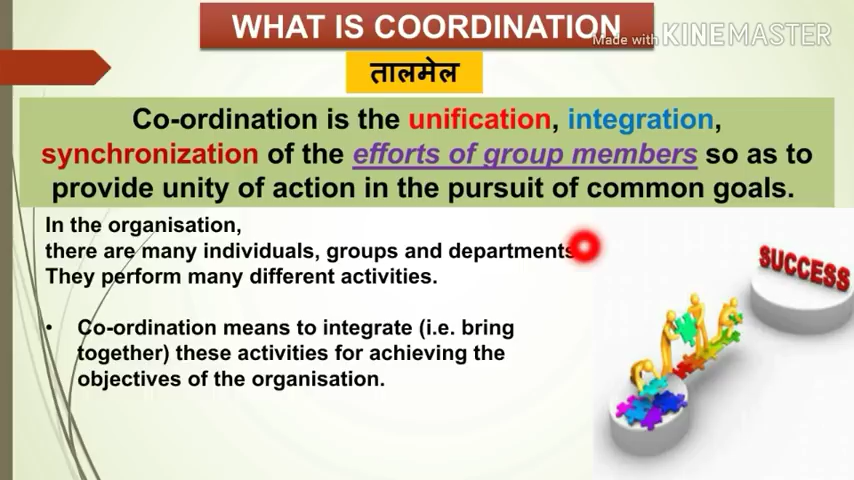 WHAT IS COORDINATION
Made with KINEMASTER
तालमेल
Co-ordination is the unification, integration,
synchronization of the efforts of group members so as to
provide unity of action in the pursuit of common goals.
In the organisation,
there are many individuals, groups and departments
They perform many different activities.
• Co-ordination means to integrate (i.e. bring
together) these activities for achieving the
objectives of the organisation.
SUCCESS